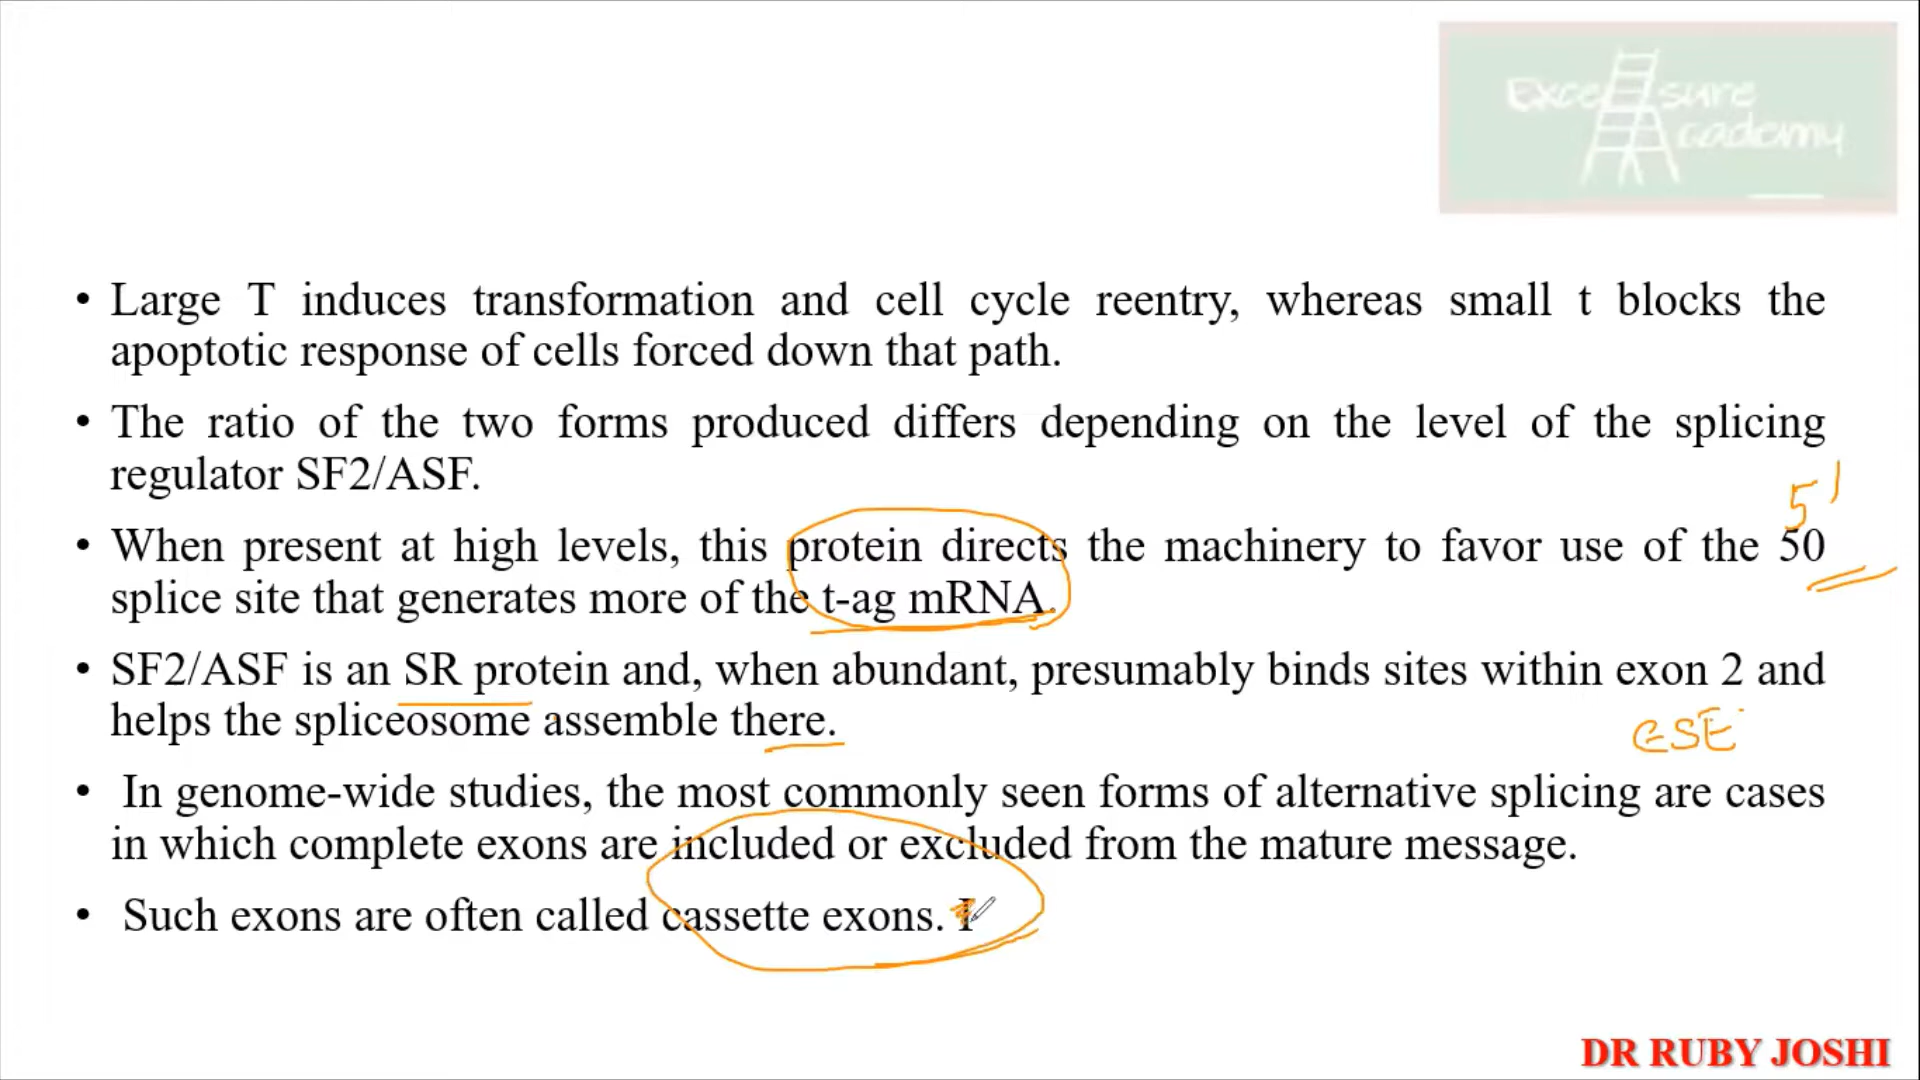 Excel sure
Academy
• Large T induces transformation and cell cycle reentry, whereas small t blocks the
apoptotic response of cells forced down that path.
• The ratio of the two forms produced differs depending on the level of the splicing
regulator SF2/ASF.
5'
• When present at high levels, this protein directs the machinery to favor use of the 50
splice site that generates more of the t-ag mRNA.
• SF2/ASF is an SR protein and, when abundant, presumably binds sites within exon 2 and
helps the spliceosome assemble there.
ESE
• In genome-wide studies, the most commonly seen forms of alternative splicing are cases
in which complete exons are included or excluded from the mature message.
• Such exons are often called cassette exons. I
DR RUBY JOSHI